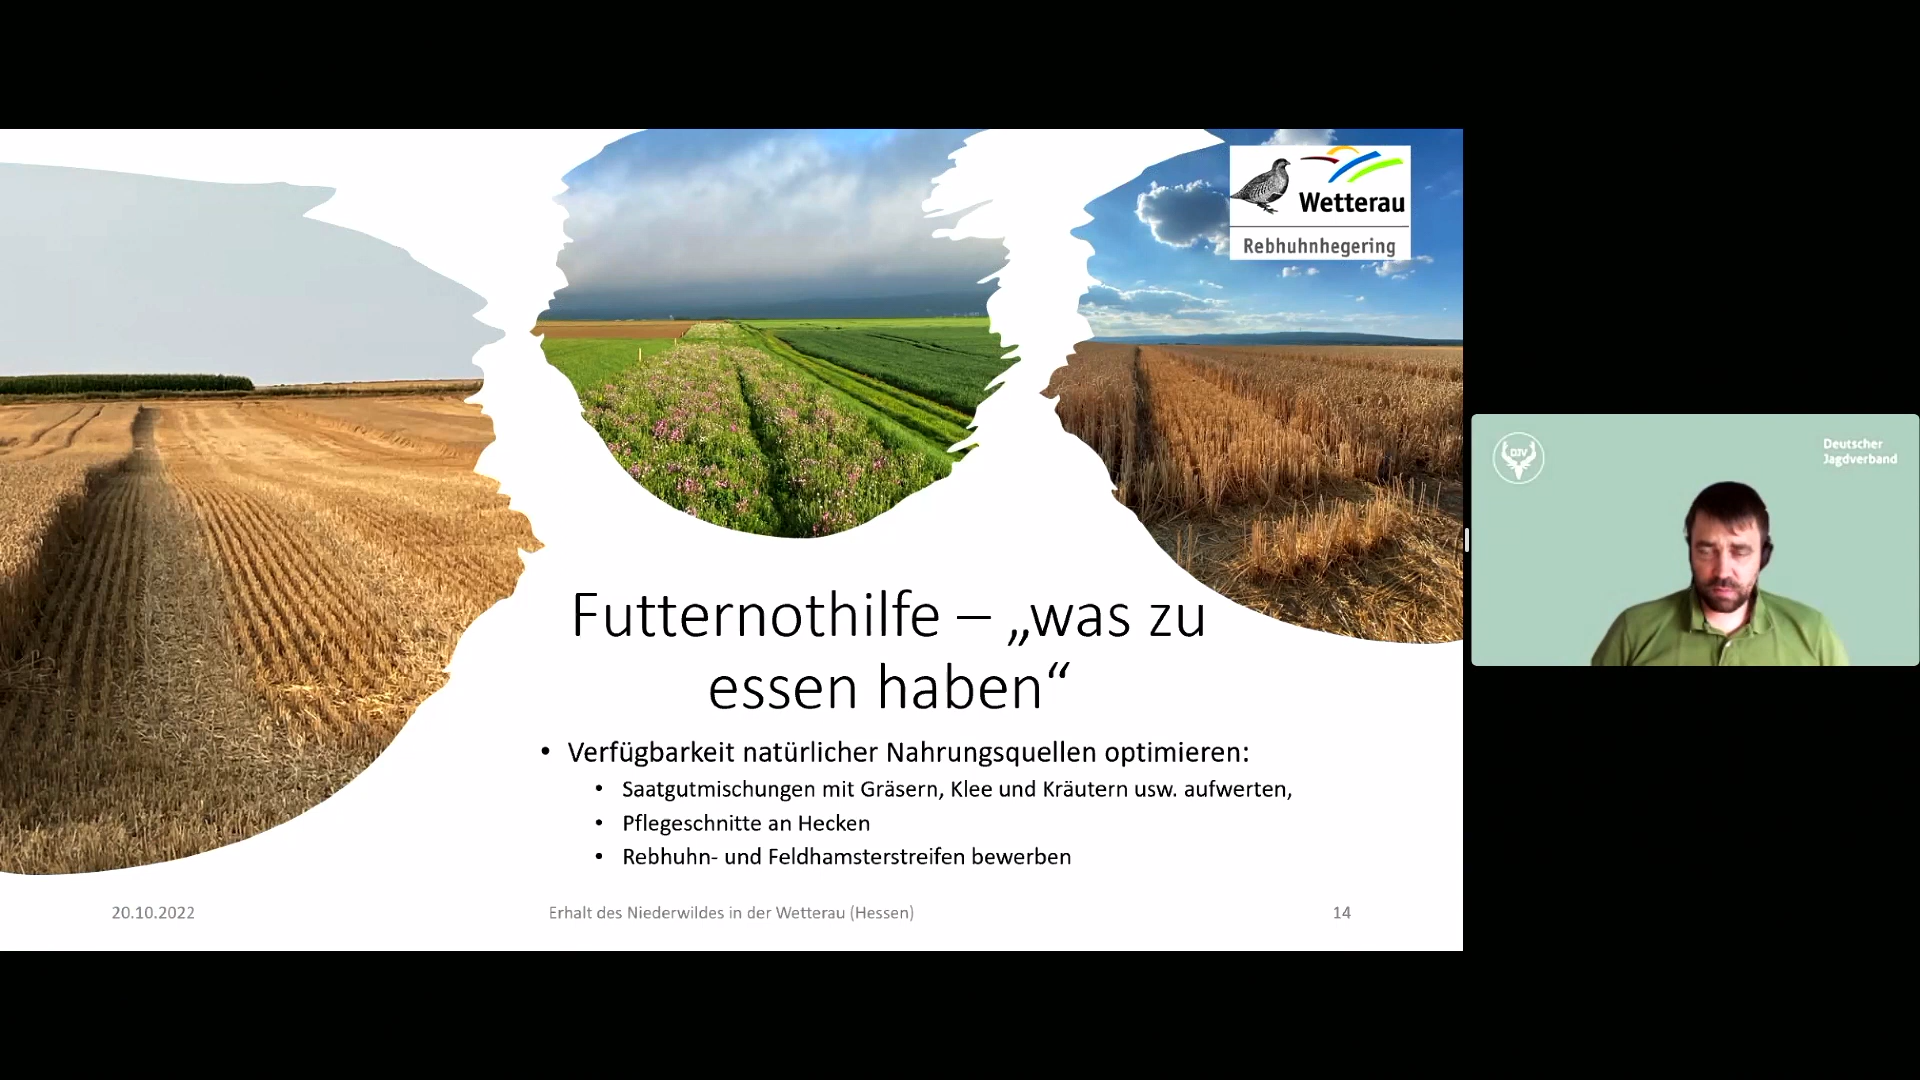 Wetterau
Rebhuhnhegering
Futternothilfe – „was zu
essen haben“
• Verfügbarkeit natürlicher Nahrungsquellen optimieren:
• Saatgutmischungen mit Gräsern, Klee und Kräutern usw. aufwerten,
• Pflegeschnitte an Hecken
• Rebhuhn- und Feldhamsterstreifen bewerben
20.10.2022
Erhalt des Niederwildes in der Wetterau (Hessen)
14
DJV
Deutscher
Jagdverband